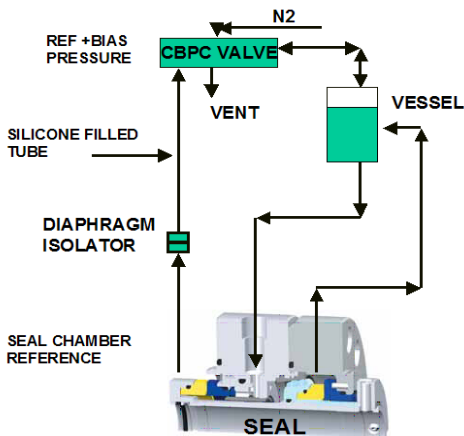 N2
REF +BIAS
PRESSURE
CBPC VALVE
VENT
VESSEL
SILICONE FILLED
TUBE
DIAPHRAGM
ISOLATOR
SEAL CHAMBER
REFERENCE
SEAL